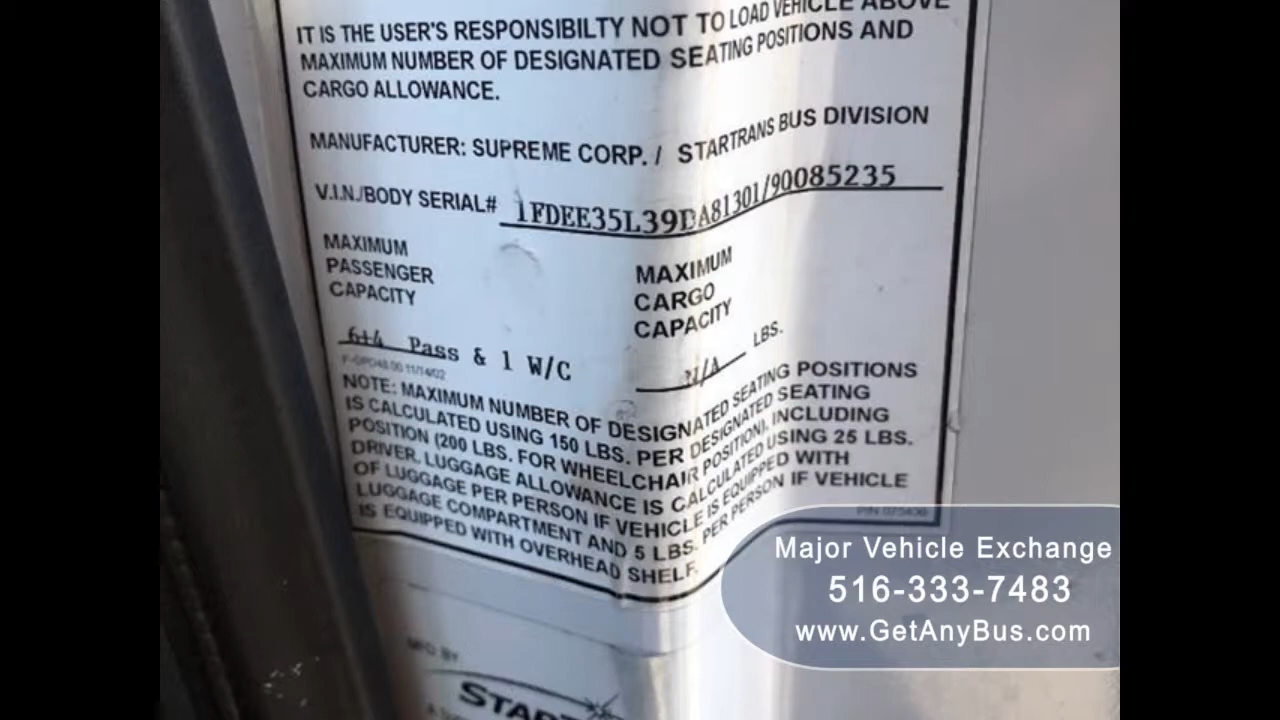 IT IS THE USER'S RESPONSIBILTY NOT TO LOAD VEHICLE ABOVE
MAXIMUM NUMBER OF DESIGNATED SEATING POSITIONS AND
CARGO ALLOWANCE.
MANUFACTURER: SUPREME CORP. / STARTRANS BUS DIVISION
V.I.N./BODY SERIAL# 1FDEE35L39DA81301/90085235
MAXIMUM
PASSENGER
CAPACITY
MAXIMUM
CARGO
CAPACITY
6+4 Pass & 1 W/C
N/A LBS.
NOTE: MAXIMUM NUMBER OF DESIGNATED SEATING POSITIONS
IS CALCULATED USING 150 LBS. PER DESIGNATED SEATING
POSITION (200 LBS. FOR WHEELCHAIR POSITION), INCLUDING
DRIVER. LUGGAGE ALLOWANCE IS CALCULATED USING 25 LBS.
OF LUGGAGE PER PERSON IF VEHICLE IS EQUIPPED WITH
LUGGAGE COMPARTMENT AND 5 LBS. PER PERSON IF VEHICLE
IS EQUIPPED WITH OVERHEAD SHELF.
MFG BY
Major Vehicle Exchange
516-333-7483
www.GetAnyBus.com